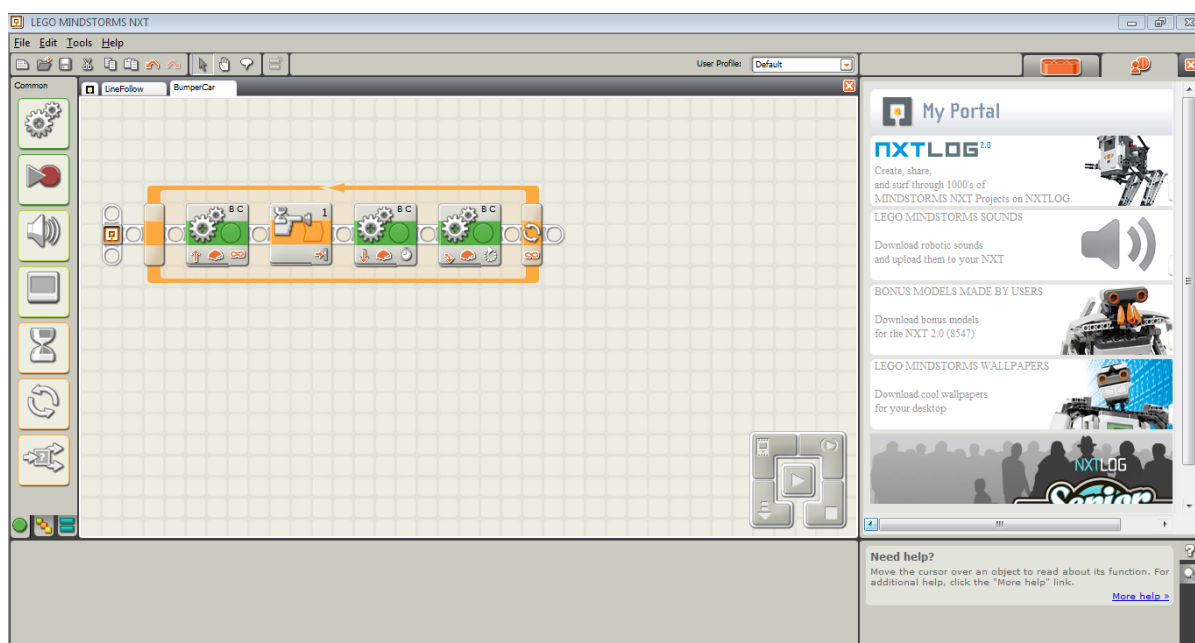 LEGO MINDSTORMS NXT
File Edit Tools Help
User Profile: Default
Common
LineFollow BumperCar
B C
1
B C
B C
My Portal
NXTLOG 2.0
Create, share,
and surf through 1000's of
MINDSTORMS NXT Projects on NXTLOG.
LEGO MINDSTORMS SOUNDS
Download robotic sounds
and upload them to your NXT
BONUS MODELS MADE BY USERS
Download bonus models
for the NXT 2.0 (8547)
LEGO MINDSTORMS WALLPAPERS
Download cool wallpapers
for your desktop
NXTLOG
Senior
Need help?
Move the cursor over an object to read about its function. For
additional help, click the "More help" link.
More help »